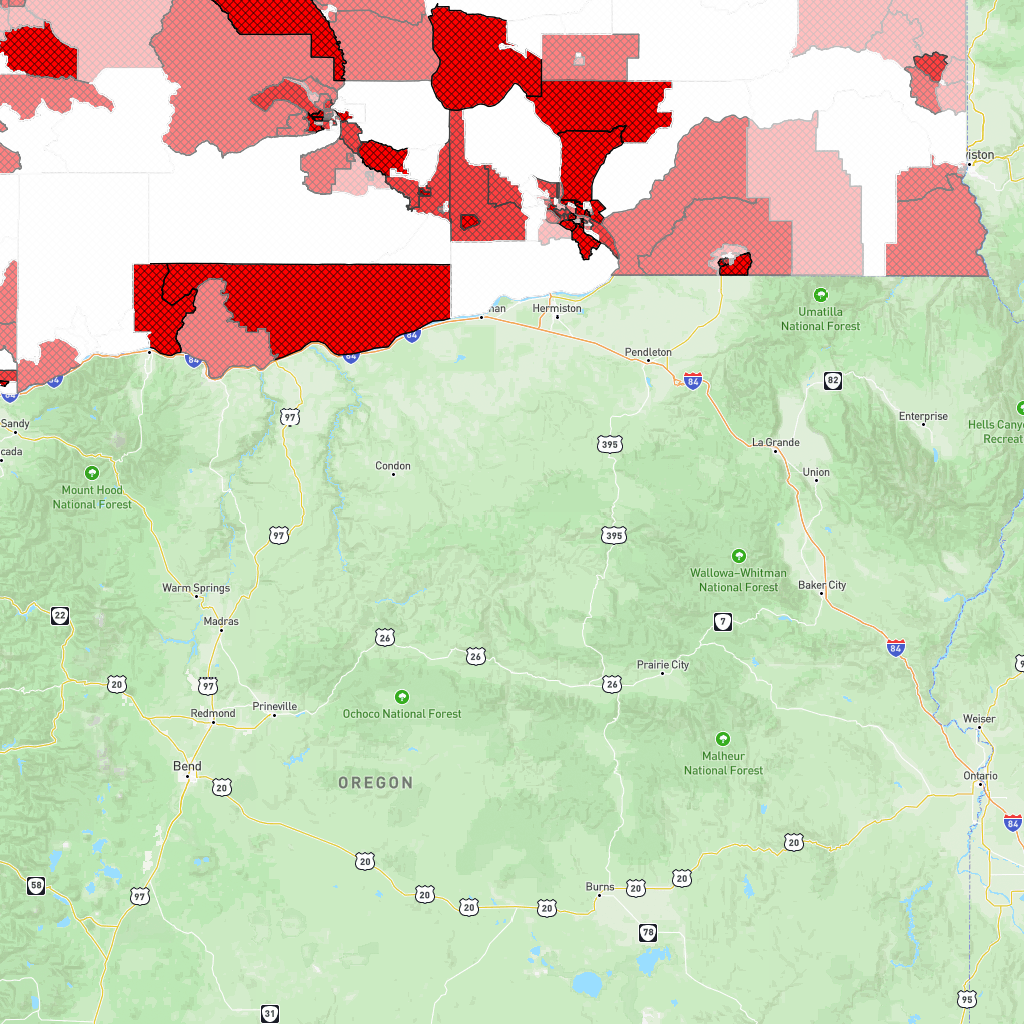 iston
nan
Hermiston
Umatilla
National Forest
84
84
84
84
84
Pendleton
84
82
Sandy
cada
97
395
Enterprise
Hells Canyo
Recreat
La Grande
Condon
Union
Mount Hood
National Forest
97
395
Wallowa–Whitman
National Forest
Warm Springs
Baker City
22
Madras
7
26
26
84
9
Prairie City
20
97
26
Ochoco National Forest
Redmond
Prineville
Weiser
Malheur
National Forest
Bend
OREGON
Ontario
20
84
20
20
58
97
20
20
20
Burns
20
20
78
95
31